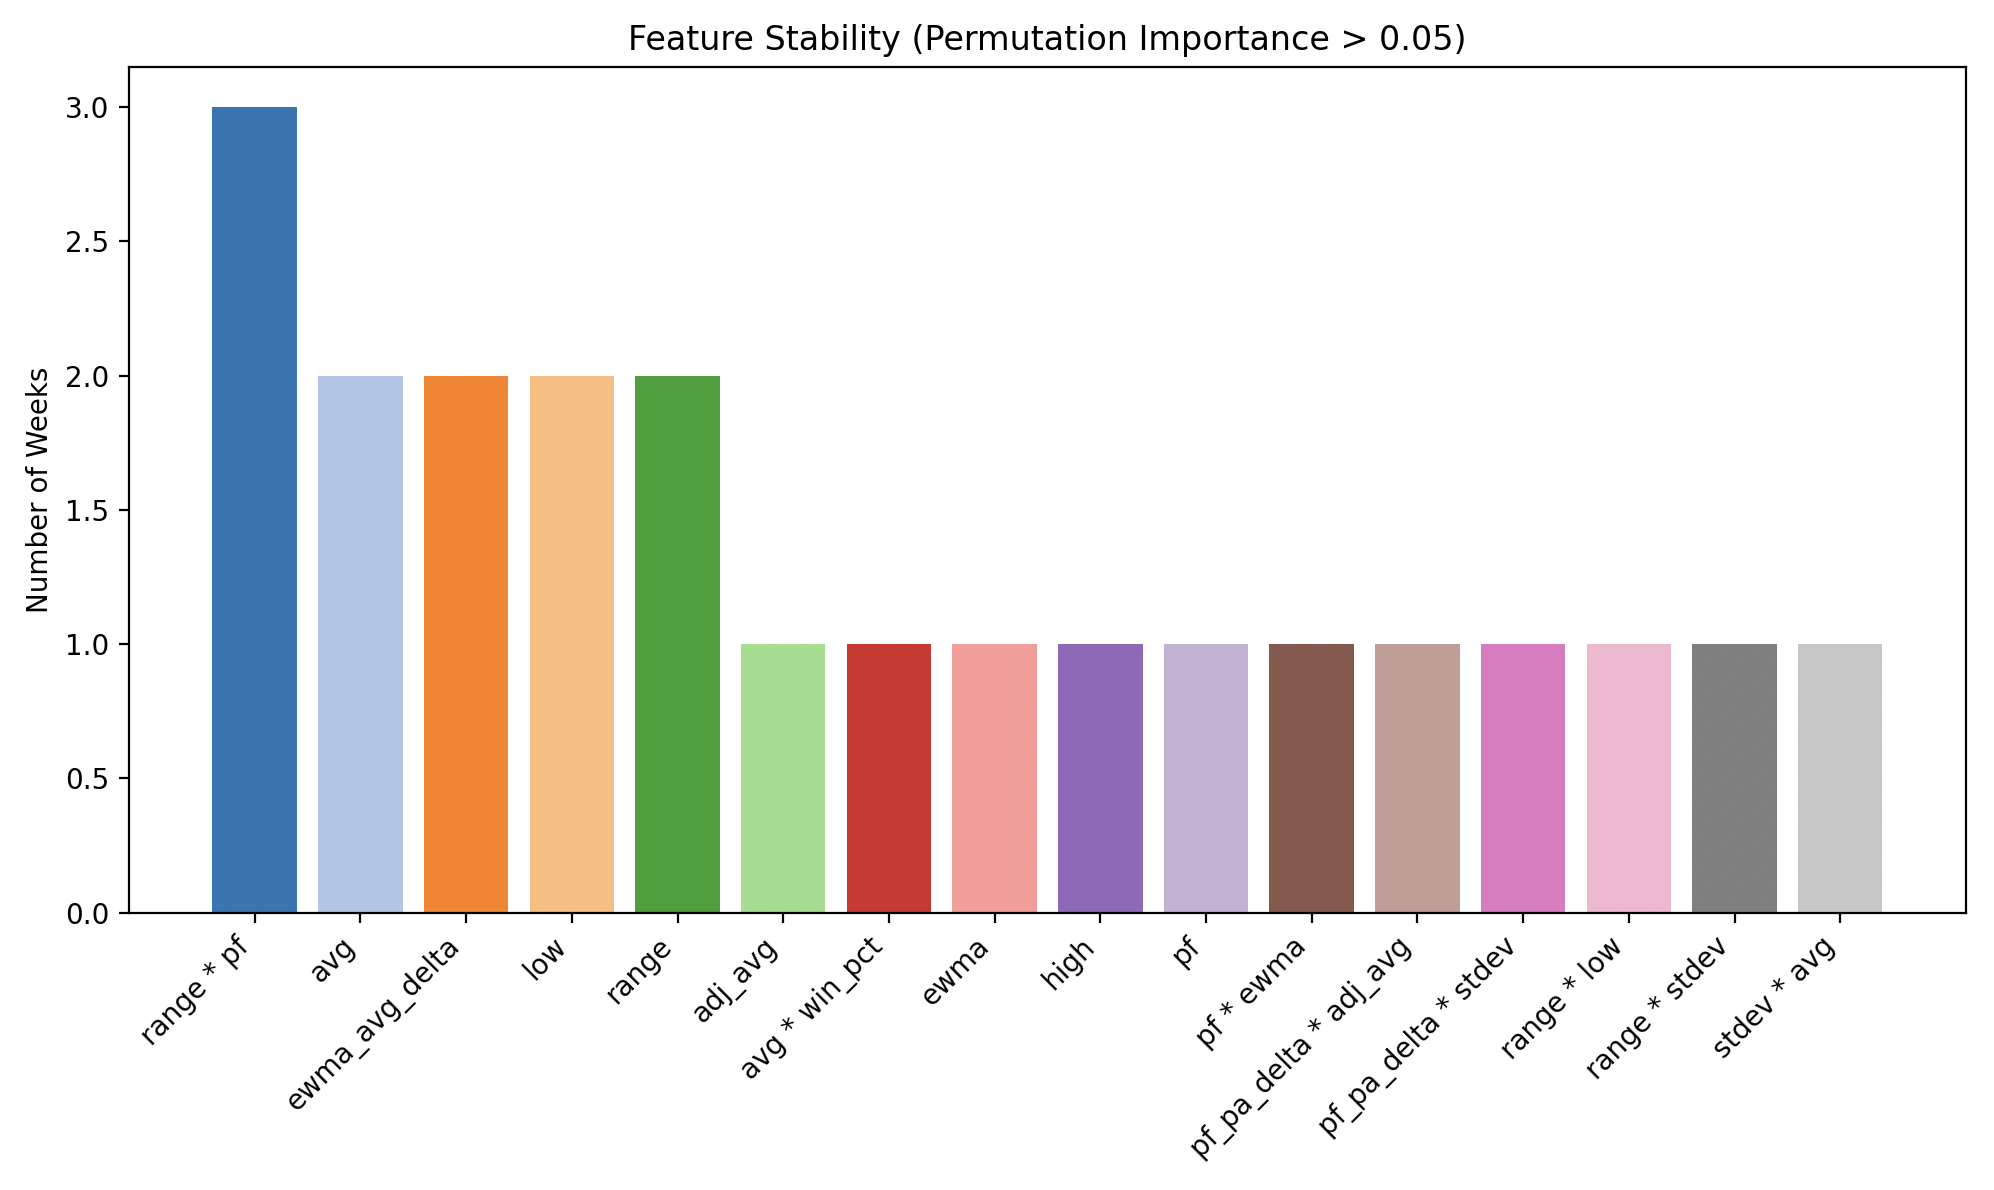 Feature Stability (Permutation Importance > 0.05)
Number of Weeks
3.0
2.5
2.0
1.5
1.0
0.5
0.0
range * pf
avg
ewma_avg_delta
low
range
adj_avg
avg * win_pct
ewma
high
pf
pf * ewma
pf_pa_delta * adj_avg
pf_pa_delta * stdev
range * low
range * stdev
stdev * avg